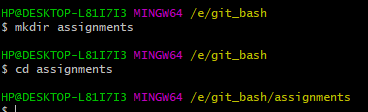 HP@DESKTOP-L81I7I3 MINGW64 /e/git_bash
$ mkdir assignments
HP@DESKTOP-L81I7I3 MINGW64 /e/git_bash
$ cd assignments
HP@DESKTOP-L81I7I3 MINGW64 /e/git_bash/assignments
$